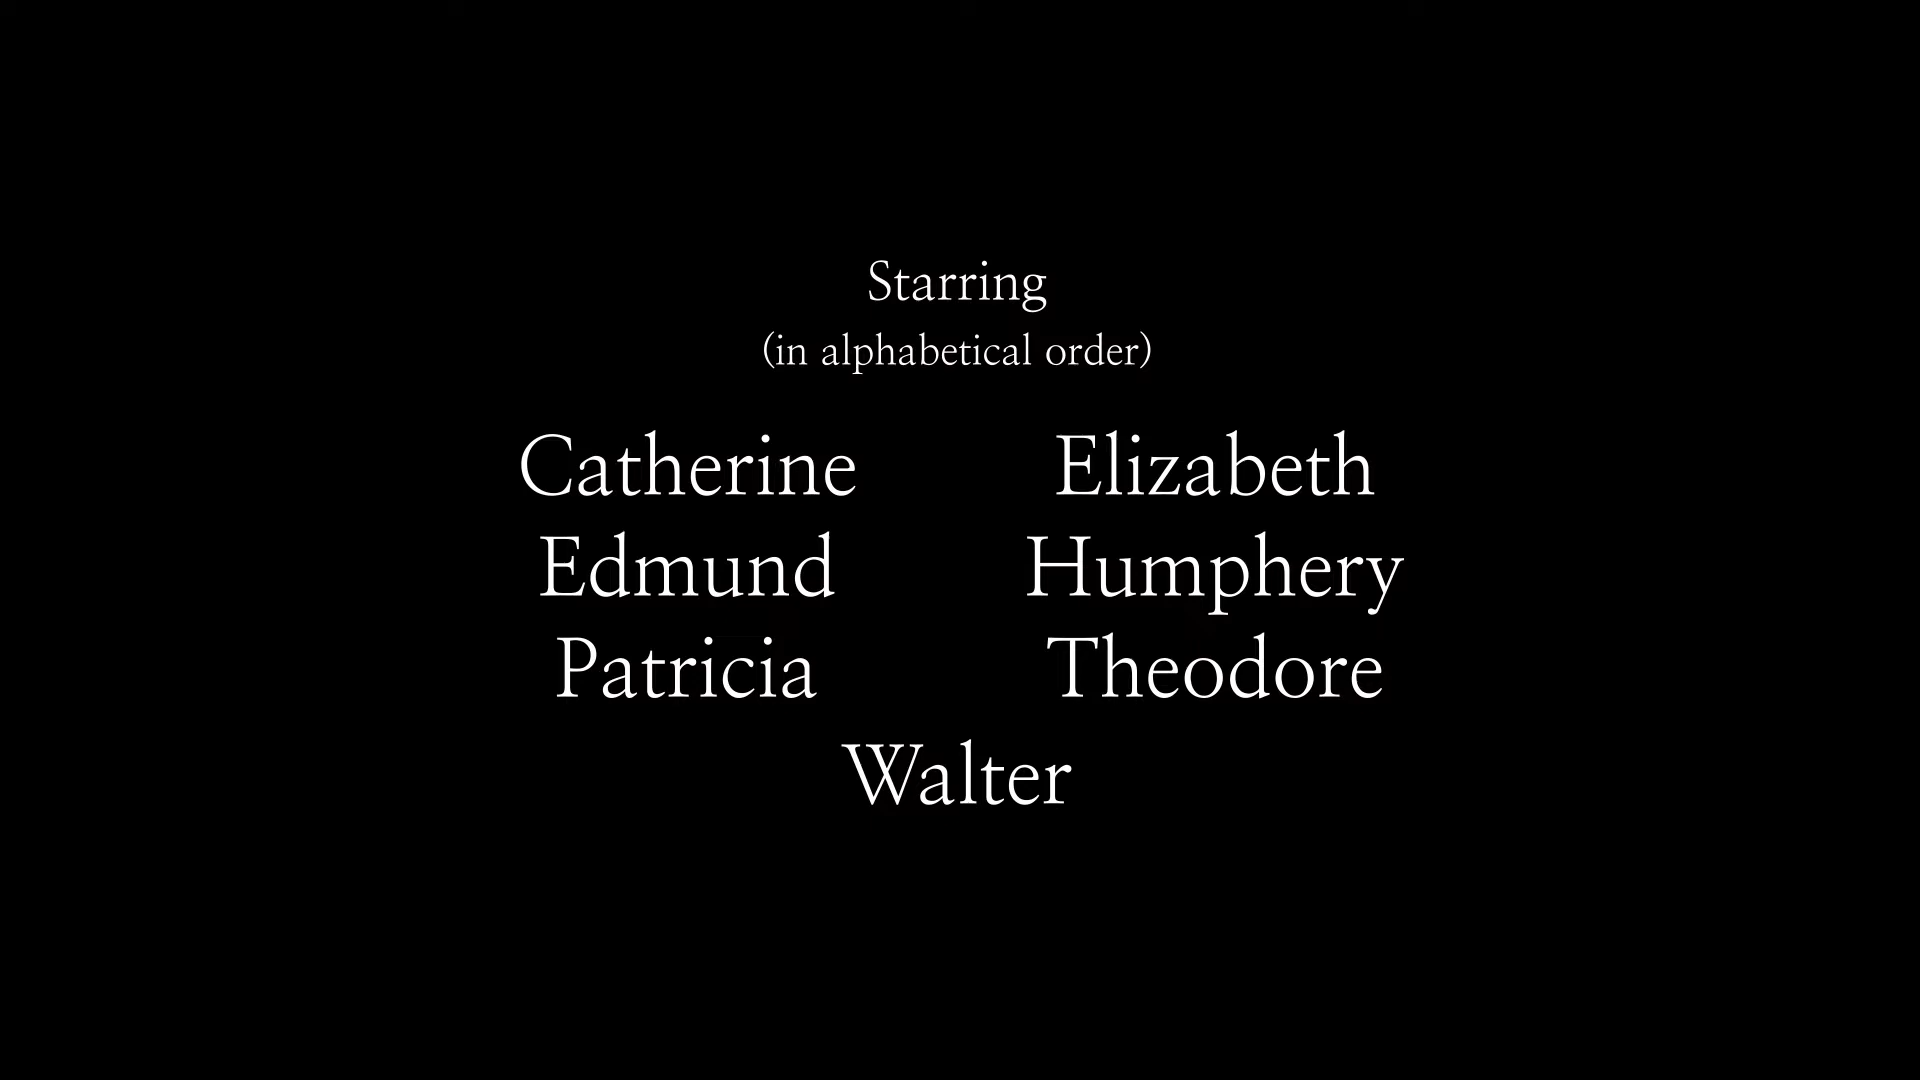 Starring
(in alphabetical order)
Catherine Elizabeth
Edmund Humphery
Patricia Theodore
Walter